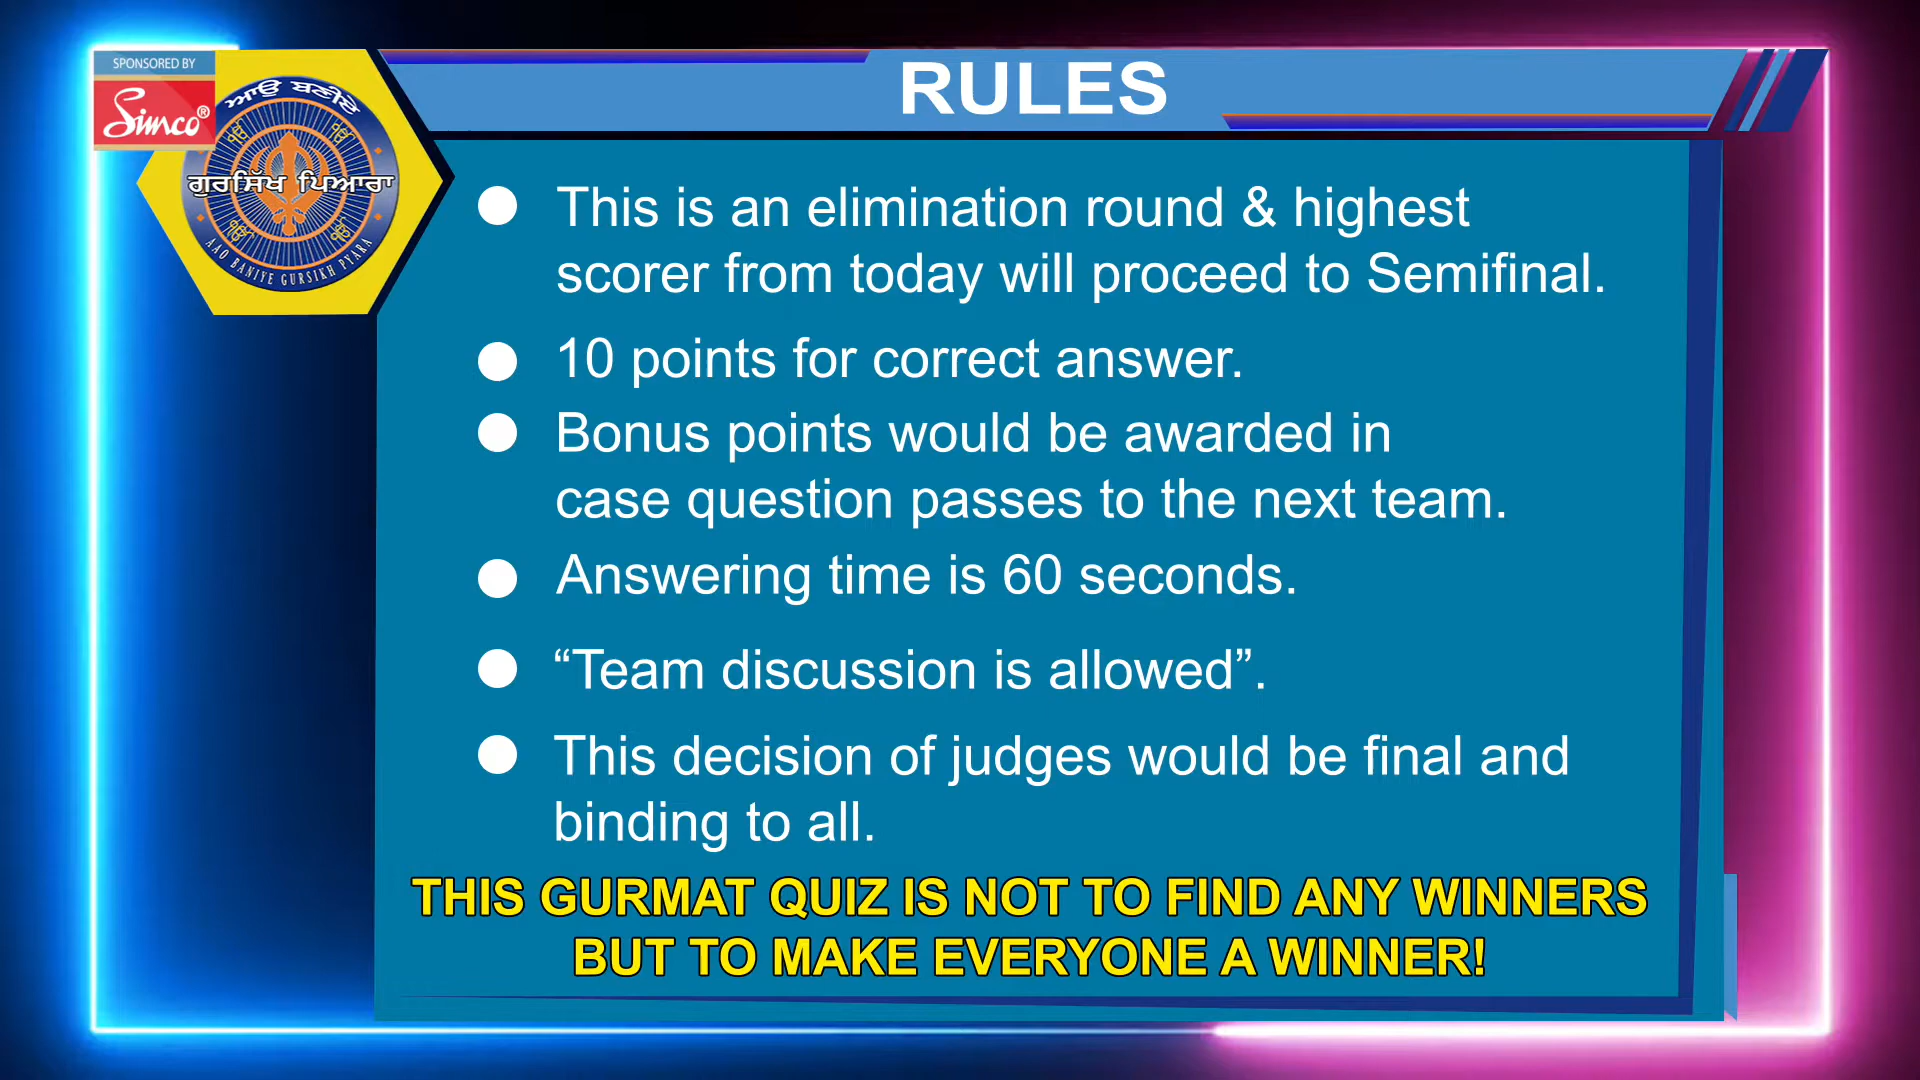 SPONSORED BY
Simco®
ਆਉ ਬਣੀਏ
ਗੁਰਸਿੱਖ ਪਿਆਰਾ
AAO BANIYE GURSIKH PYARA
RULES
● This is an elimination round & highest
scorer from today will proceed to Semifinal.
● 10 points for correct answer.
● Bonus points would be awarded in
case question passes to the next team.
● Answering time is 60 seconds.
● “Team discussion is allowed”.
● This decision of judges would be final and
binding to all.
THIS GURMAT QUIZ IS NOT TO FIND ANY WINNERS
BUT TO MAKE EVERYONE A WINNER!